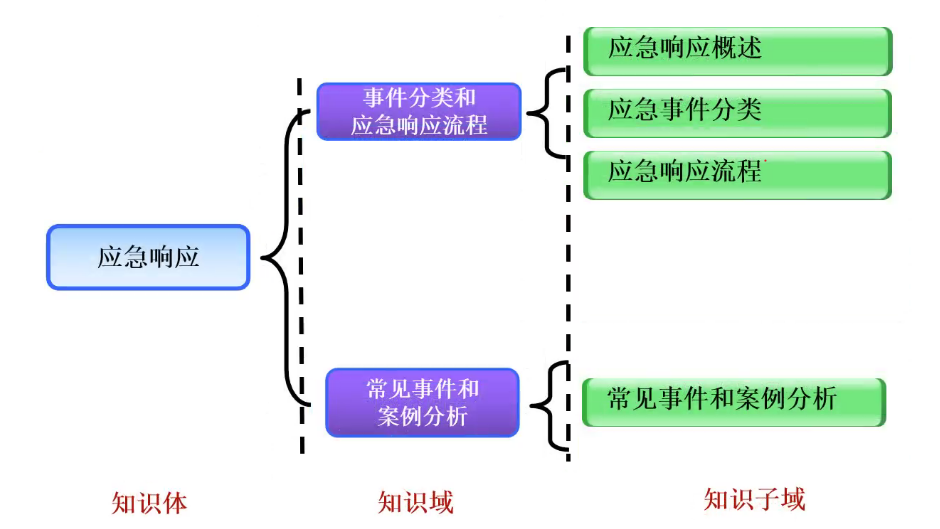 应急响应概述
事件分类和
应急响应流程
应急事件分类
应急响应流程
应急响应
常见事件和
案例分析
常见事件和案例分析
知识体
知识域
知识子域